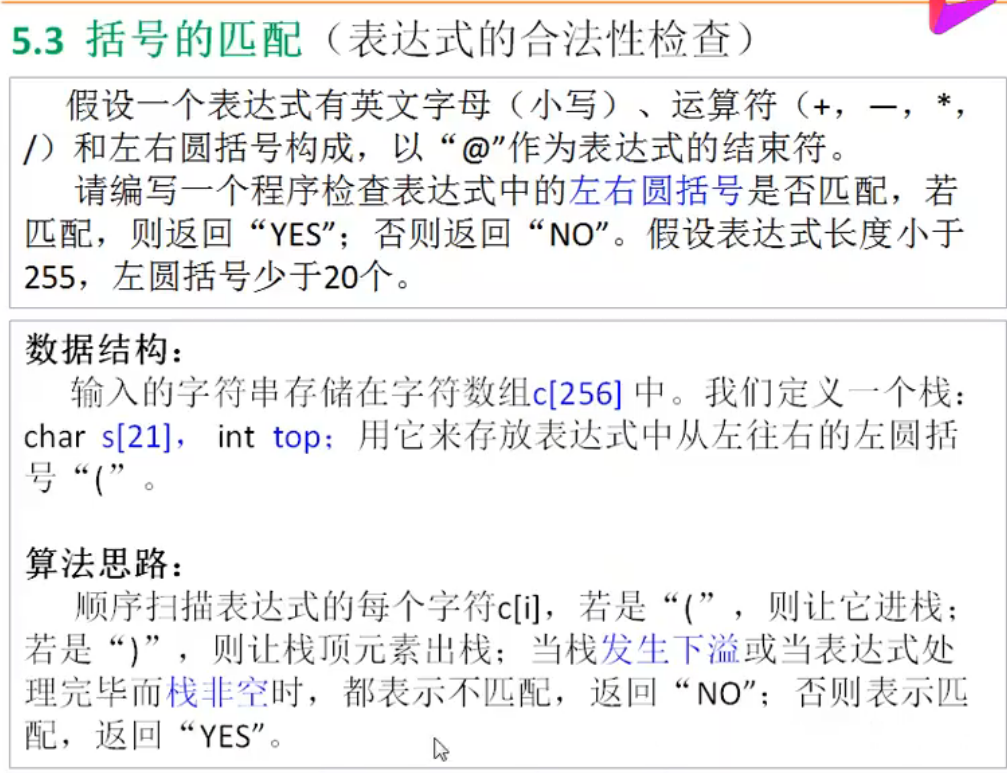 5.3 括号的匹配（表达式的合法性检查）
假设一个表达式有英文字母（小写）、运算符（+，—，*，
/）和左右圆括号构成，以“@”作为表达式的结束符。
请编写一个程序检查表达式中的左右圆括号是否匹配，若
匹配，则返回“YES”；否则返回“NO”。假设表达式长度小于
255，左圆括号少于20个。
数据结构：
输入的字符串存储在字符数组c[256] 中。我们定义一个栈：
char s[21]， int top；用它来存放表达式中从左往右的左圆括
号“(”。
算法思路：
顺序扫描表达式的每个字符c[i]，若是“(”，则让它进栈；
若是“)”，则让栈顶元素出栈；当栈发生下溢或当表达式处
理完毕而栈非空时，都表示不匹配，返回“NO”；否则表示匹
配，返回“YES”。